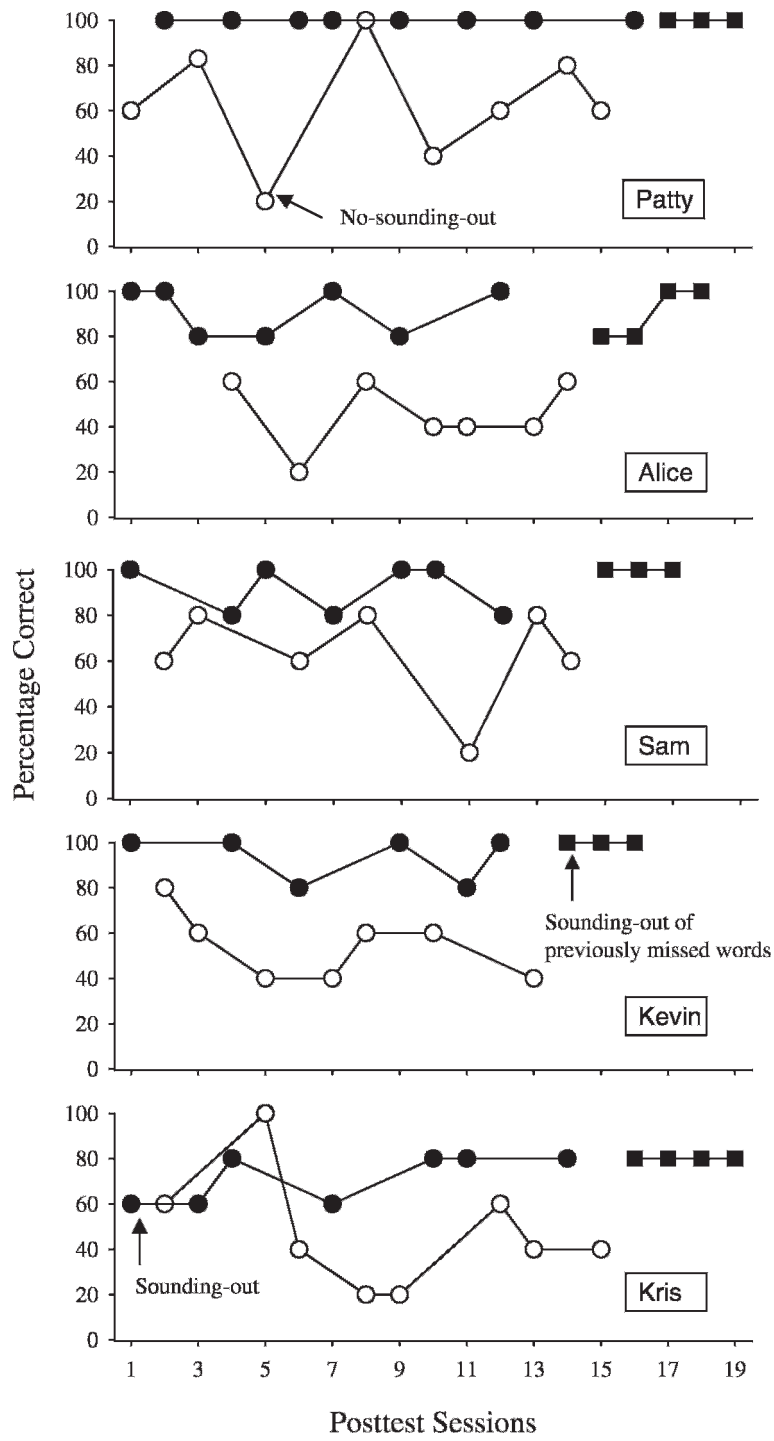 100
80
60
40
20
0
No-sounding-out
Patty
100
80
60
40
20
0
Alice
100
80
60
40
20
0
Sam
Percentage Correct
100
80
60
40
20
0
Sounding-out of
previously missed words
Kevin
100
80
60
40
20
0
Sounding-out
Kris
1 3 5 7 9 11 13 15 17 19
Posttest Sessions